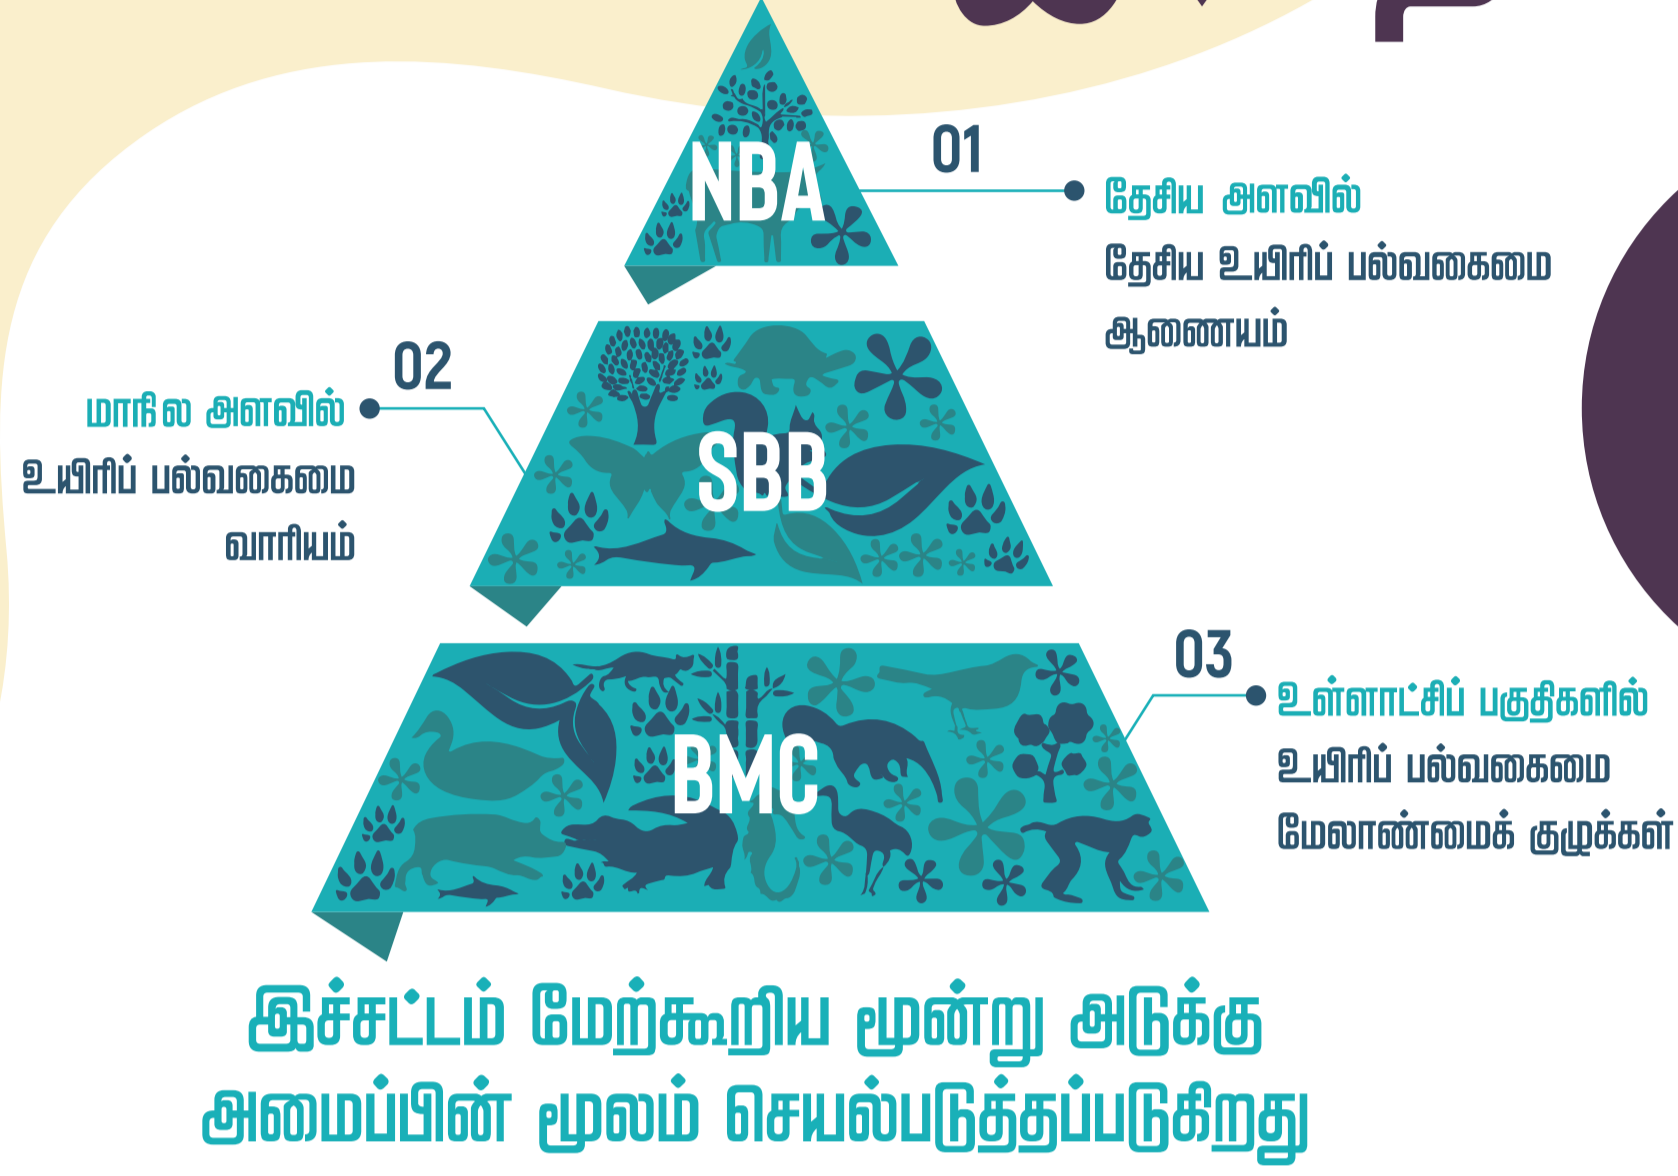 NBA
01
தேசிய அளவில்
தேசிய உயிரிப் பல்வகைமை
ஆணையம்
02
மாநில அளவில்
உயிரிப் பல்வகைமை
வாரியம்
SBB
03
உள்ளாட்சிப் பகுதிகளில்
உயிரிப் பல்வகைமை
மேலாண்மைக் குழுக்கள்
BMC
இச்சட்டம் மேற்கூறிய மூன்று அடுக்கு
அமைப்பின் மூலம் செயல்படுத்தப்படுகிறது